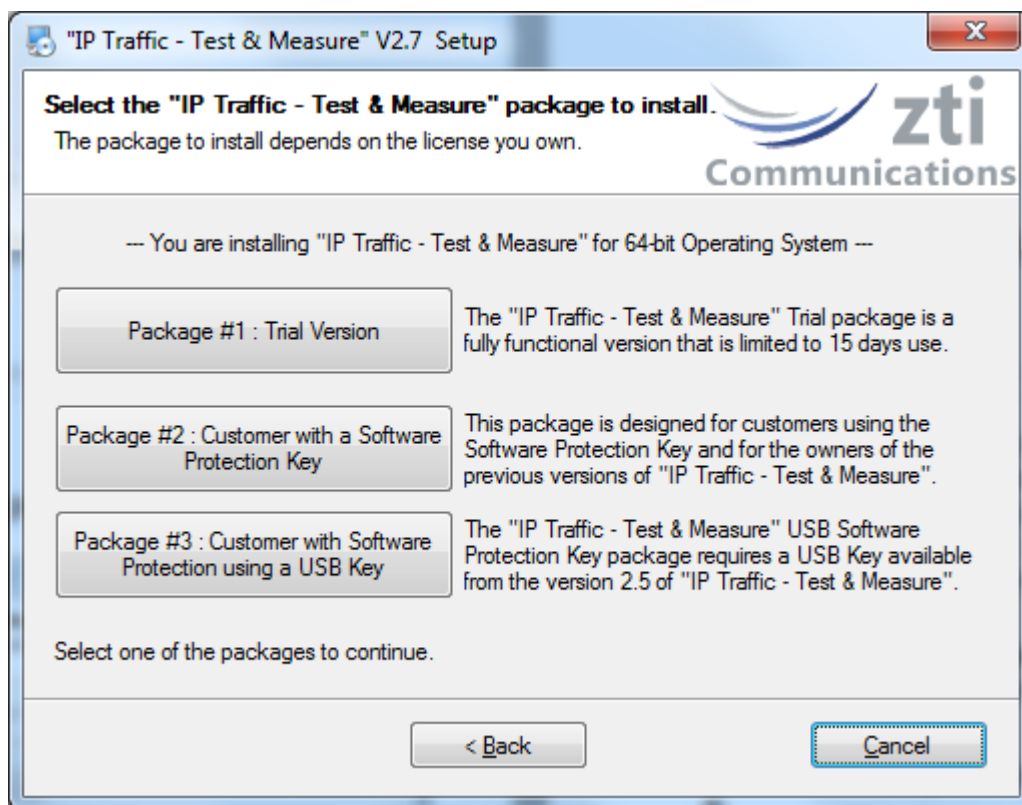 "IP Traffic - Test & Measure" V2.7  Setup
Select the "IP Traffic - Test & Measure" package to install.
The package to install depends on the license you own.
zti
Communications
--- You are installing "IP Traffic - Test & Measure" for 64-bit Operating System ---
Package #1 : Trial Version
The "IP Traffic - Test & Measure" Trial package is a
fully functional version that is limited to 15 days use.
Package #2 : Customer with a Software
Protection Key
This package is designed for customers using the
Software Protection Key and for the owners of the
previous versions of "IP Traffic - Test & Measure".
Package #3 : Customer with Software
Protection using a USB Key
The "IP Traffic - Test & Measure" USB Software
Protection Key package requires a USB Key available
from the version 2.5 of "IP Traffic - Test & Measure".
Select one of the packages to continue.
< Back
Cancel